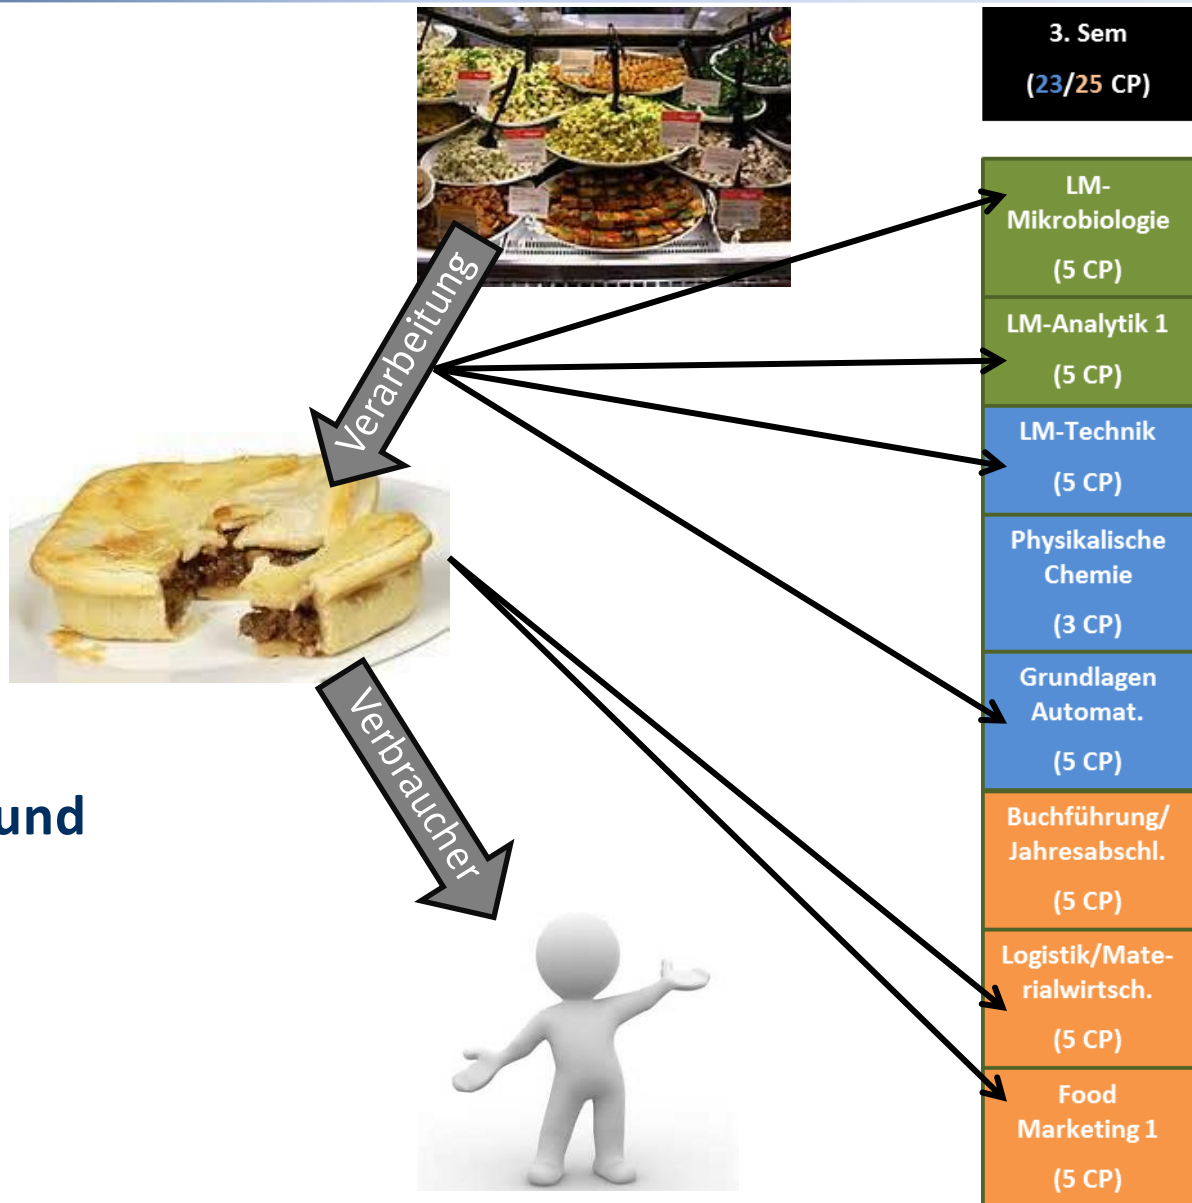 3. Sem
(23/25 CP)
LM-
Mikrobiologie
(5 CP)
LM-Analytik 1
(5 CP)
LM-Technik
(5 CP)
Physikalische
Chemie
(3 CP)
Grundlagen
Automat.
(5 CP)
Buchführung/
Jahresabschl.
(5 CP)
Logistik/Mate-
rialwirtsch.
(5 CP)
Food
Marketing 1
(5 CP)
Verarbeitung
Verbraucher
und